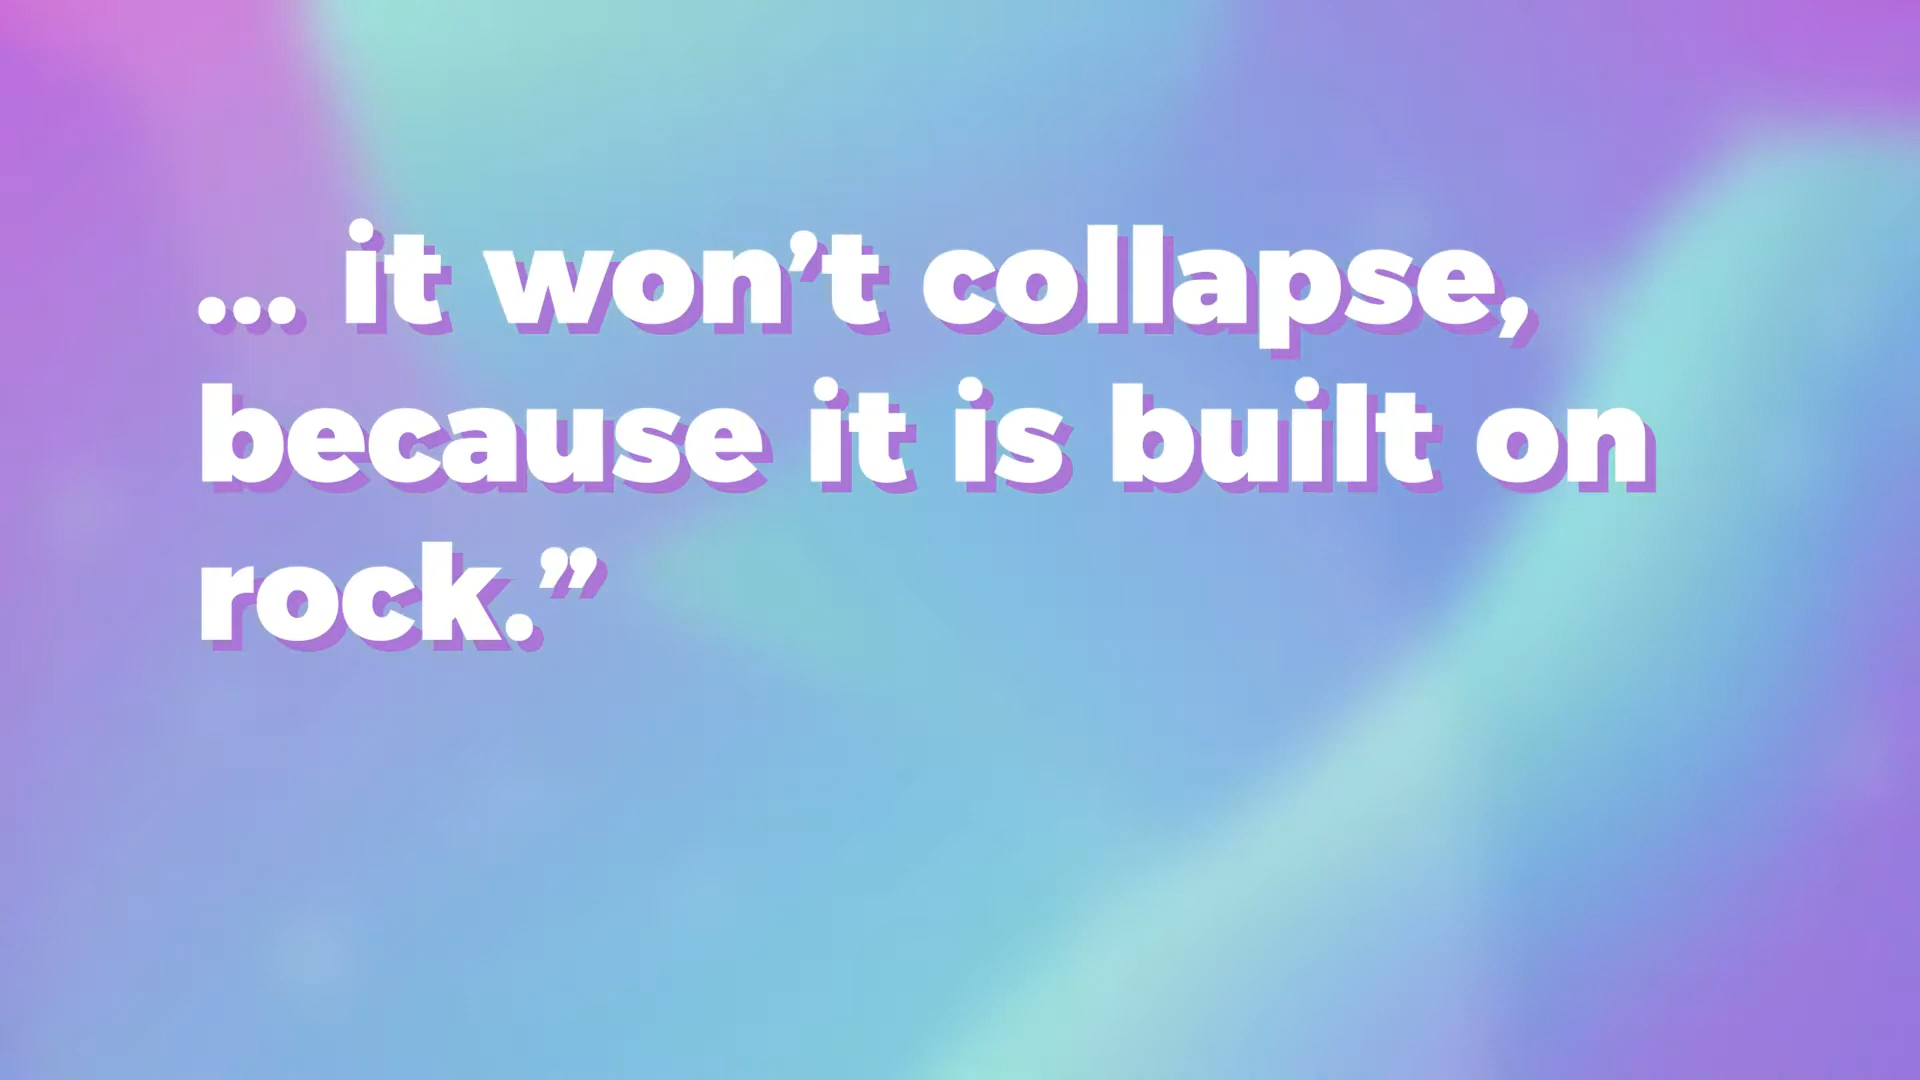 ... it won’t collapse,
because it is built on
rock.”